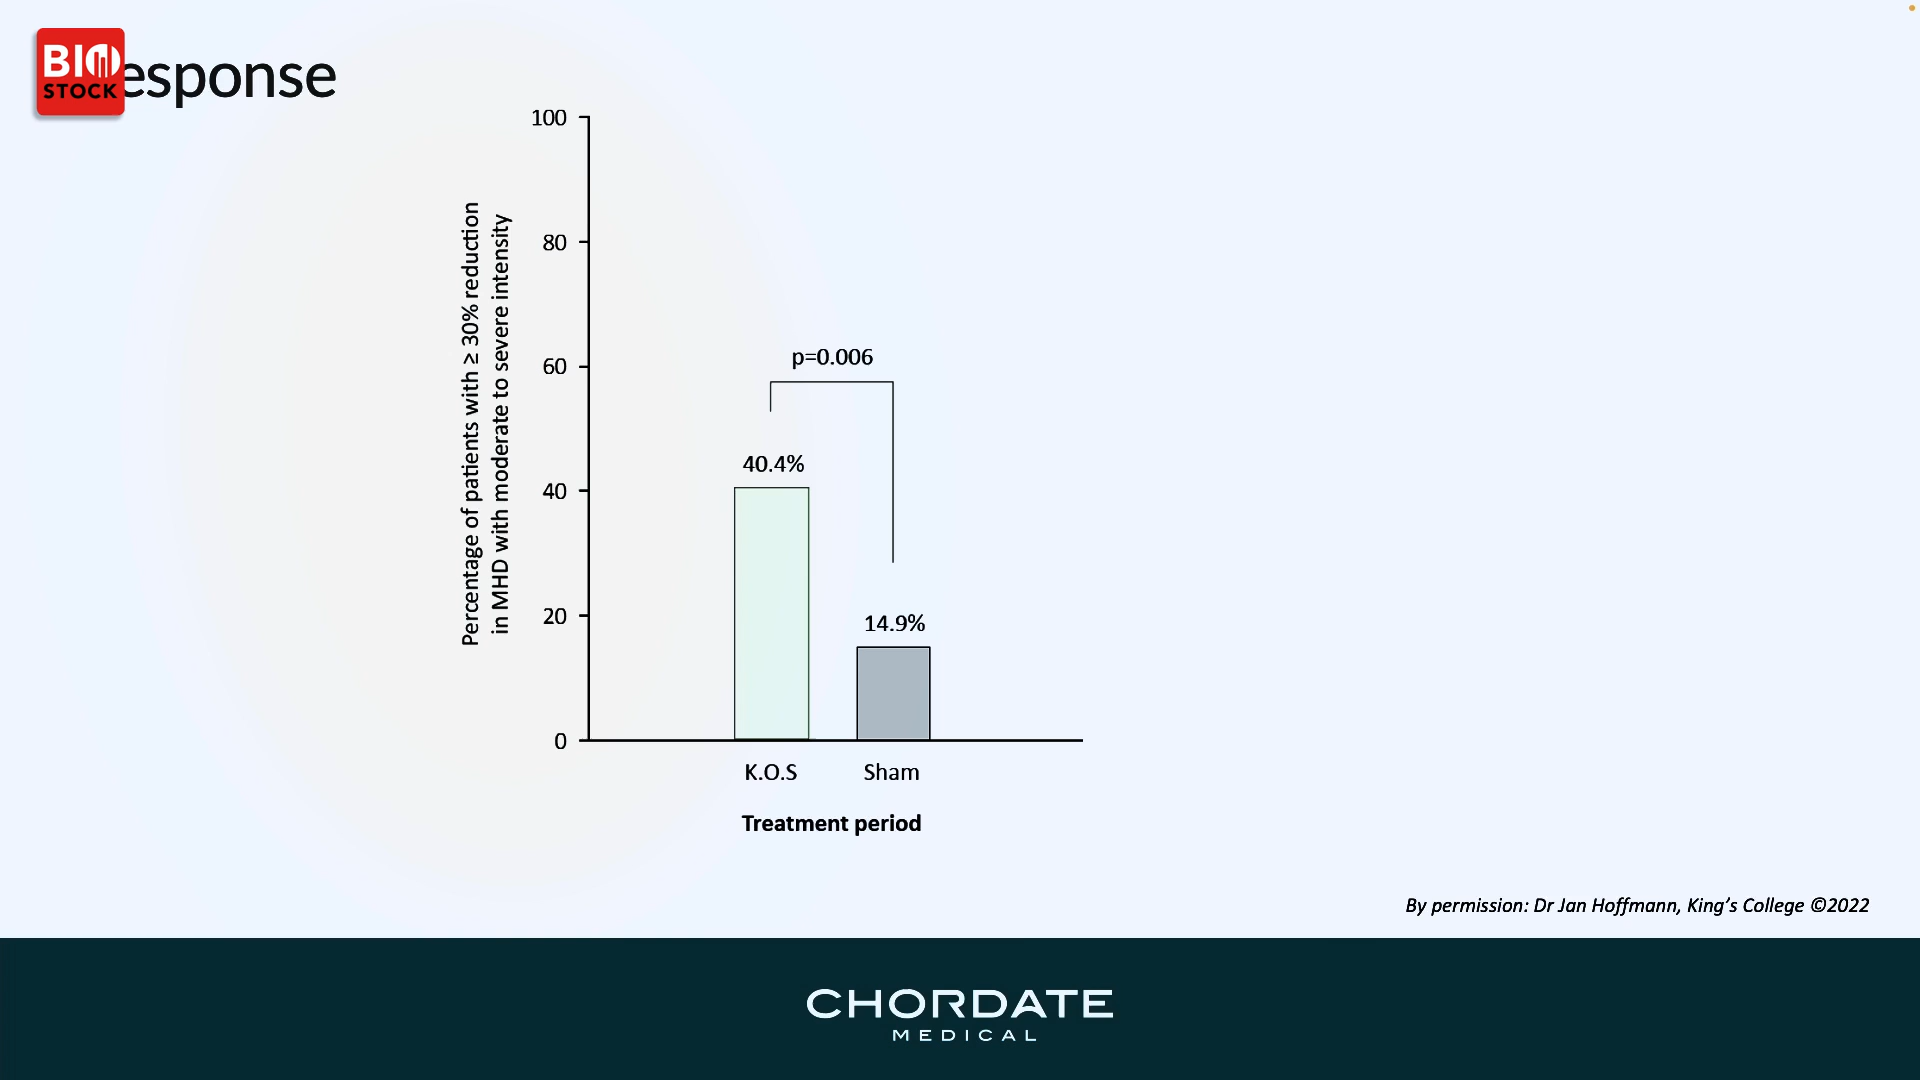 BIO
STOCK
esponse
100
80
60
40
20
0
Percentage of patients with ≥ 30% reduction
in MHD with moderate to severe intensity
p=0.006
40.4%
14.9%
K.O.S
Sham
Treatment period
By permission: Dr Jan Hoffmann, King’s College ©2022
CHORDATE
MEDICAL